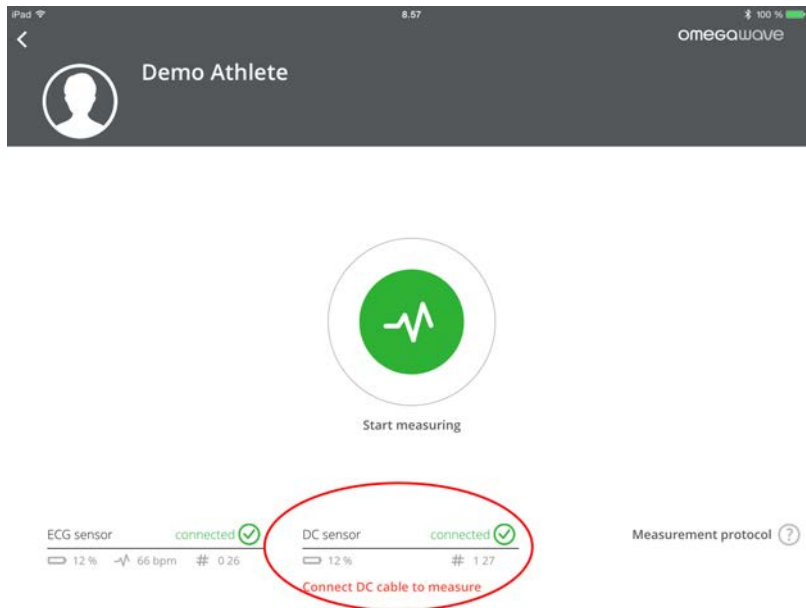 iPad 8.57 100 %
omegawave
Demo Athlete
Start measuring
ECG sensor connected
12 % 66 bpm # 0 26
DC sensor connected
12 % # 1 27
Connect DC cable to measure
Measurement protocol ?